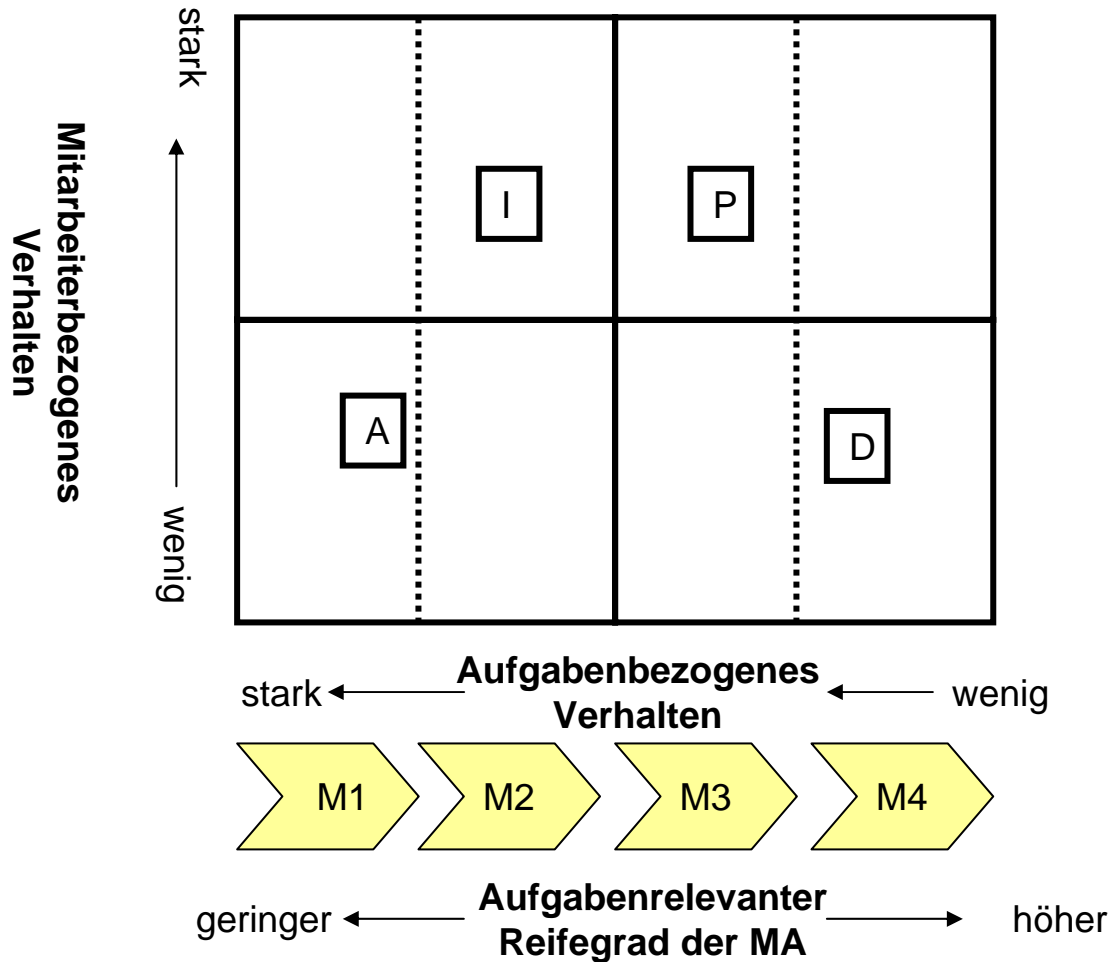 stark
Mitarbeiterbezogenes
Verhalten
wenig
I
P
A
D
stark
Aufgabenbezogenes
Verhalten
wenig
M1
M2
M3
M4
geringer
Aufgabenrelevanter
Reifegrad der MA
höher